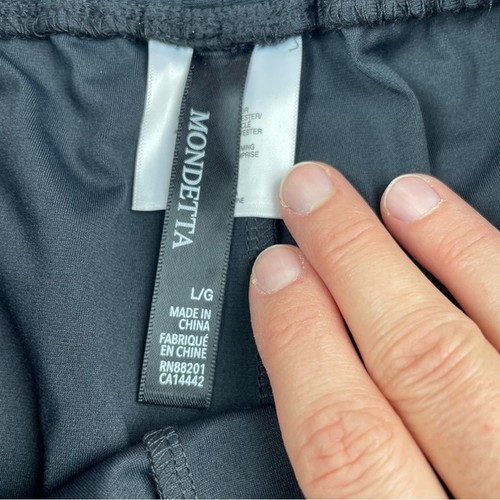 MONDETTA
L/G
MADE IN
CHINA
FABRIQUÉ
EN CHINE
RN88201
CA14442